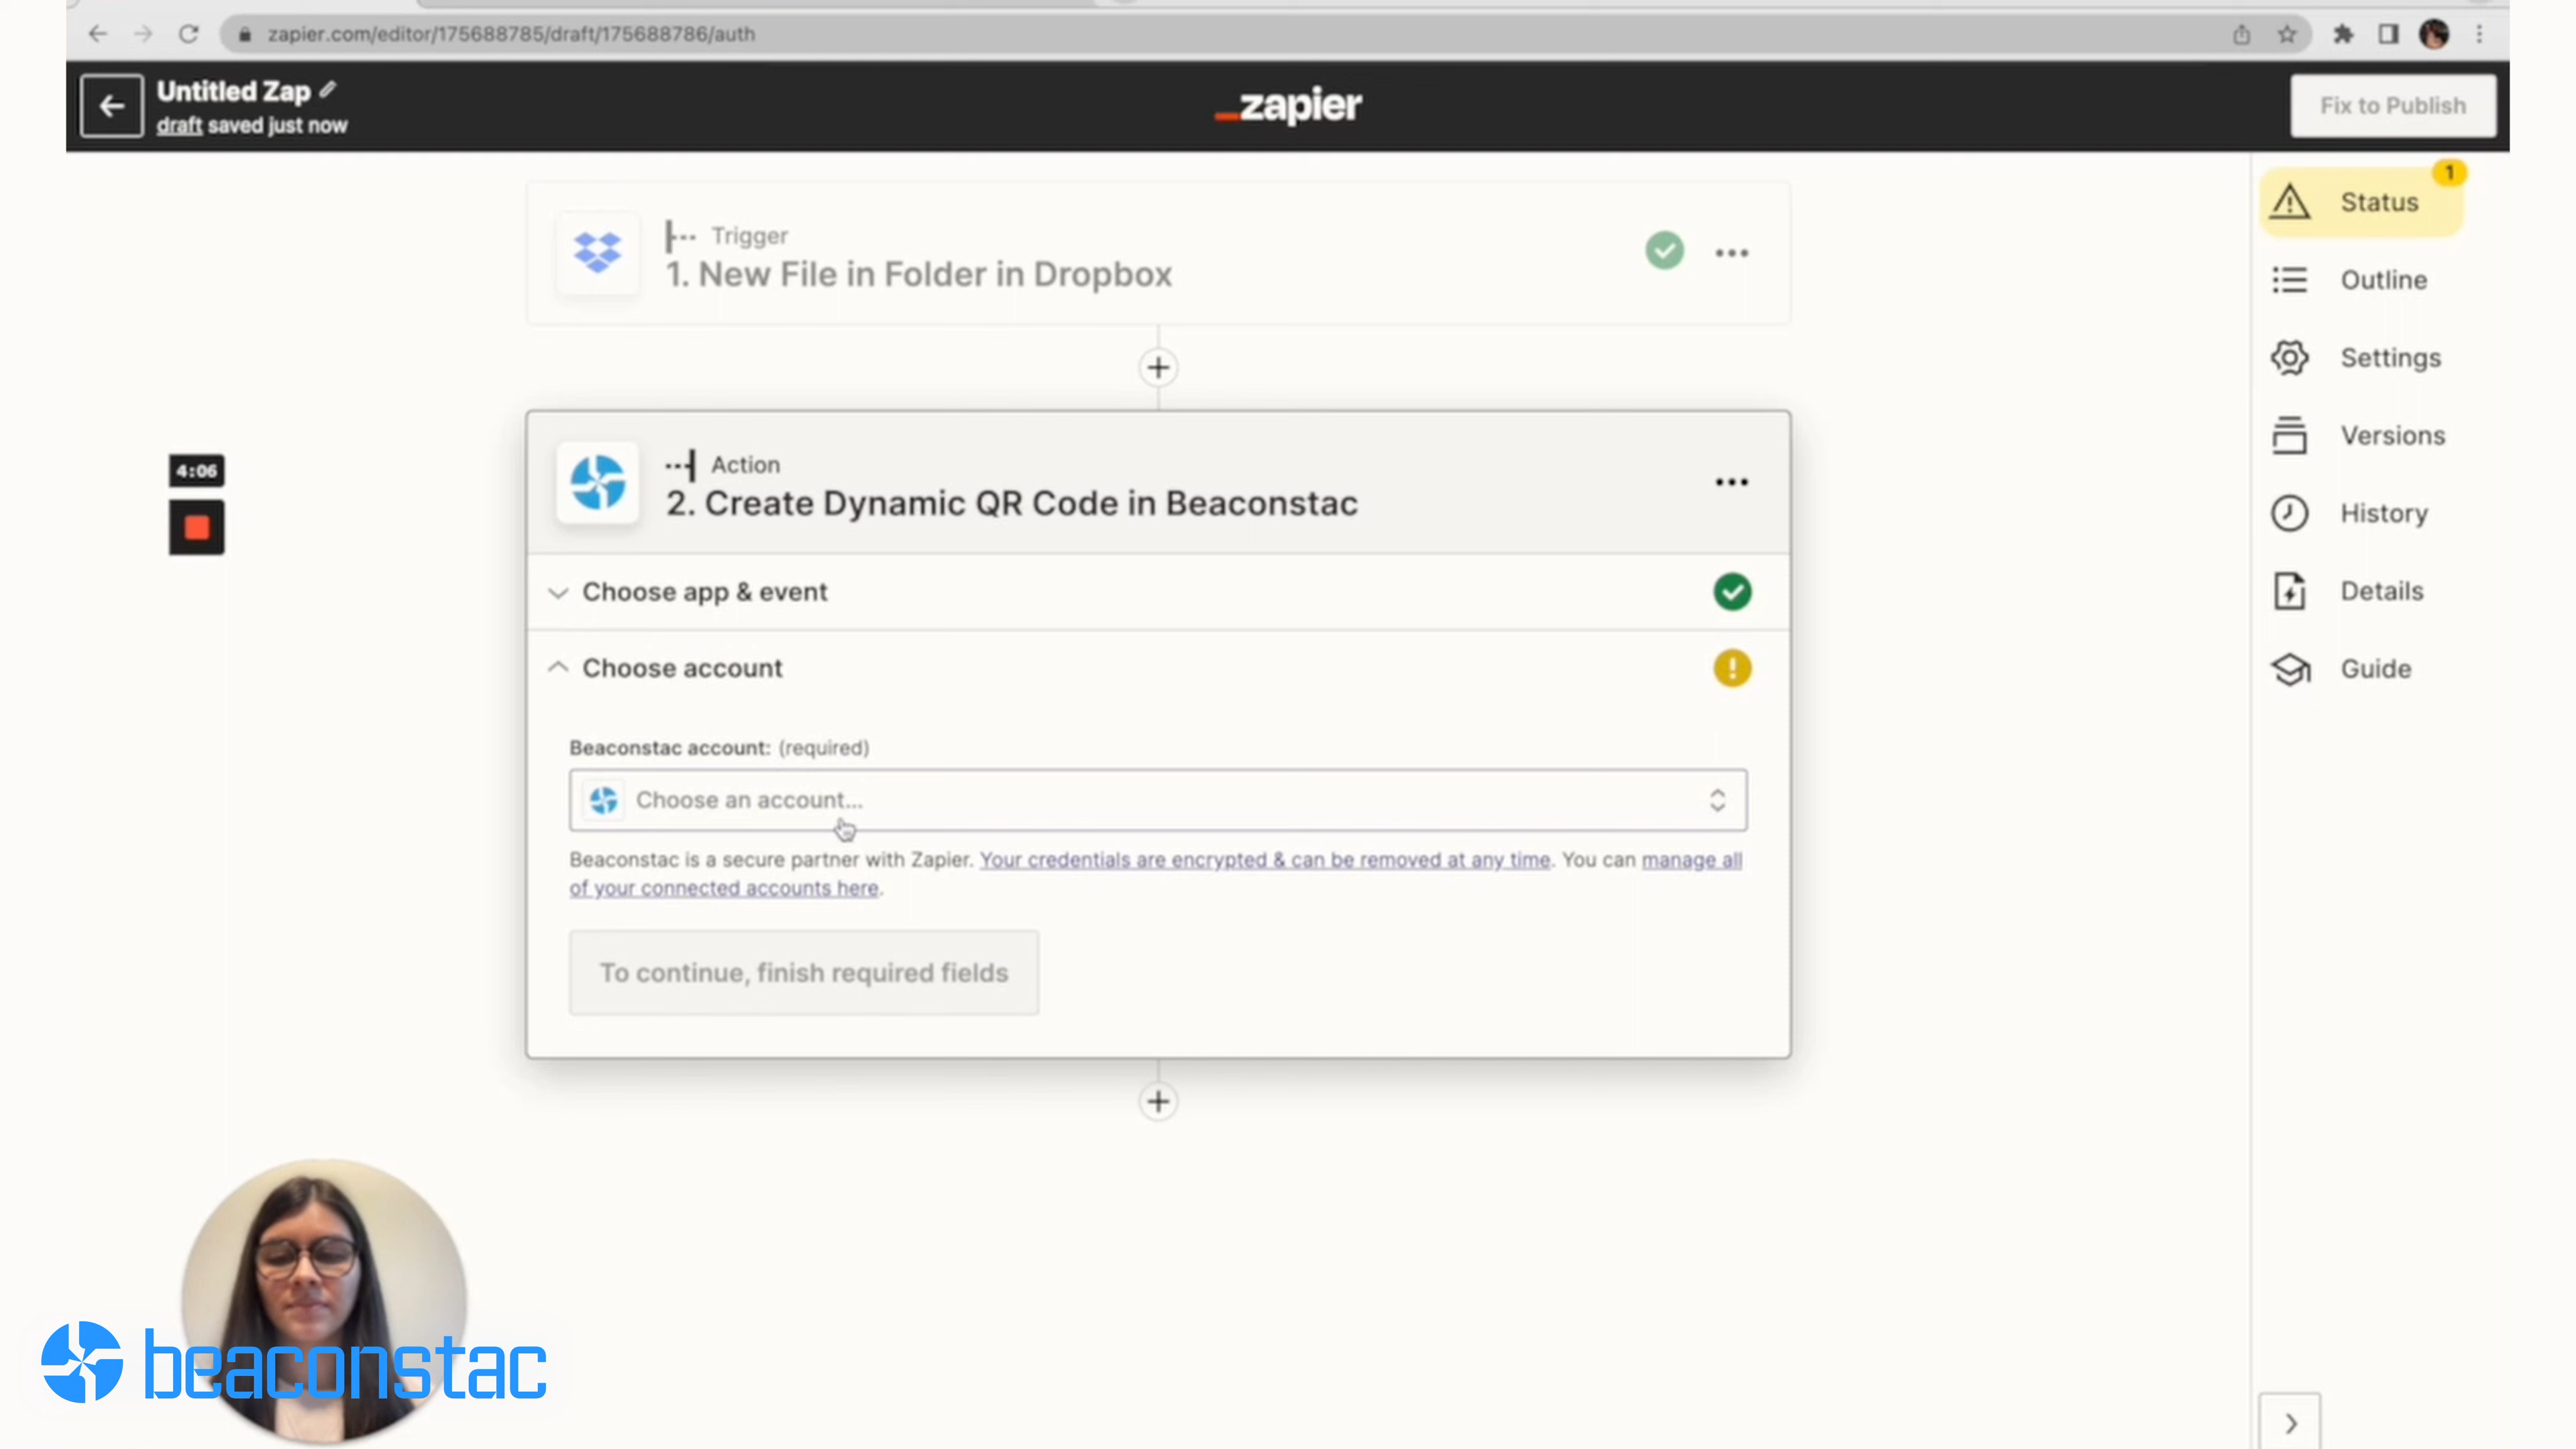 zapier.com/editor/175688785/draft/175688786/auth
Untitled Zap
draft saved just now
_zapier
Fix to Publish
1
Status
Outline
Settings
Versions
History
Details
Guide
Trigger
1. New File in Folder in Dropbox
4:06
Action
2. Create Dynamic QR Code in Beaconstac
Choose app & event
Choose account
Beaconstac account: (required)
Choose an account...
Beaconstac is a secure partner with Zapier. Your credentials are encrypted & can be removed at any time. You can manage all
of your connected accounts here.
To continue, finish required fields
beaconstac